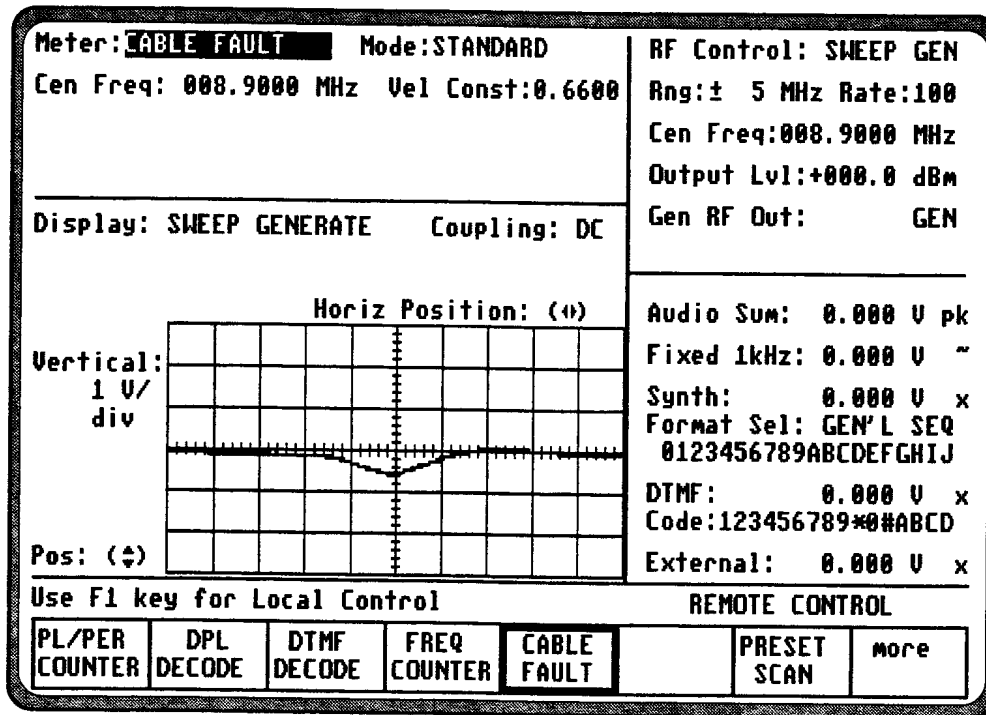 Meter:CABLE FAULT Mode:STANDARD
Cen Freq: 008.9000 MHz Vel Const:0.6600
RF Control: SWEEP GEN
Rng:± 5 MHz Rate:100
Cen Freq:008.9000 MHz
Output Lvl:+000.0 dBm
Gen RF Out: GEN
Display: SWEEP GENERATE Coupling: DC
Horiz Position: (↔)
Vertical:
1 V/
div
Pos: (↕)
Audio Sum: 0.000 V pk
Fixed 1kHz: 0.000 V ~
Synth: 0.000 V x
Format Sel: GEN'L SEQ
0123456789ABCDEFGHIJ
DTMF: 0.000 V x
Code:123456789*0#ABCD
External: 0.000 V x
Use F1 key for Local Control REMOTE CONTROL
PL/PER COUNTER
DPL DECODE
DTMF DECODE
FREQ COUNTER
CABLE FAULT
PRESET SCAN
more